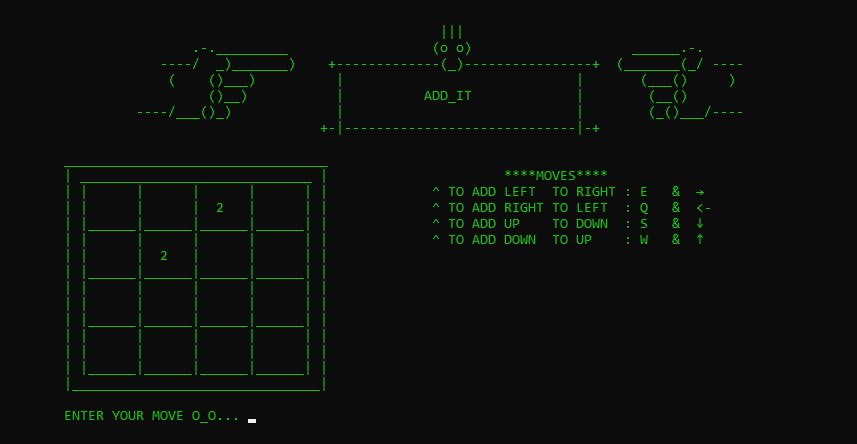 ADD_IT
****MOVES****
^ TO ADD LEFT TO RIGHT : E & →
^ TO ADD RIGHT TO LEFT : Q & <-
^ TO ADD UP TO DOWN : S & ↓
^ TO ADD DOWN TO UP : W & ↑
2
2
ENTER YOUR MOVE O_O...